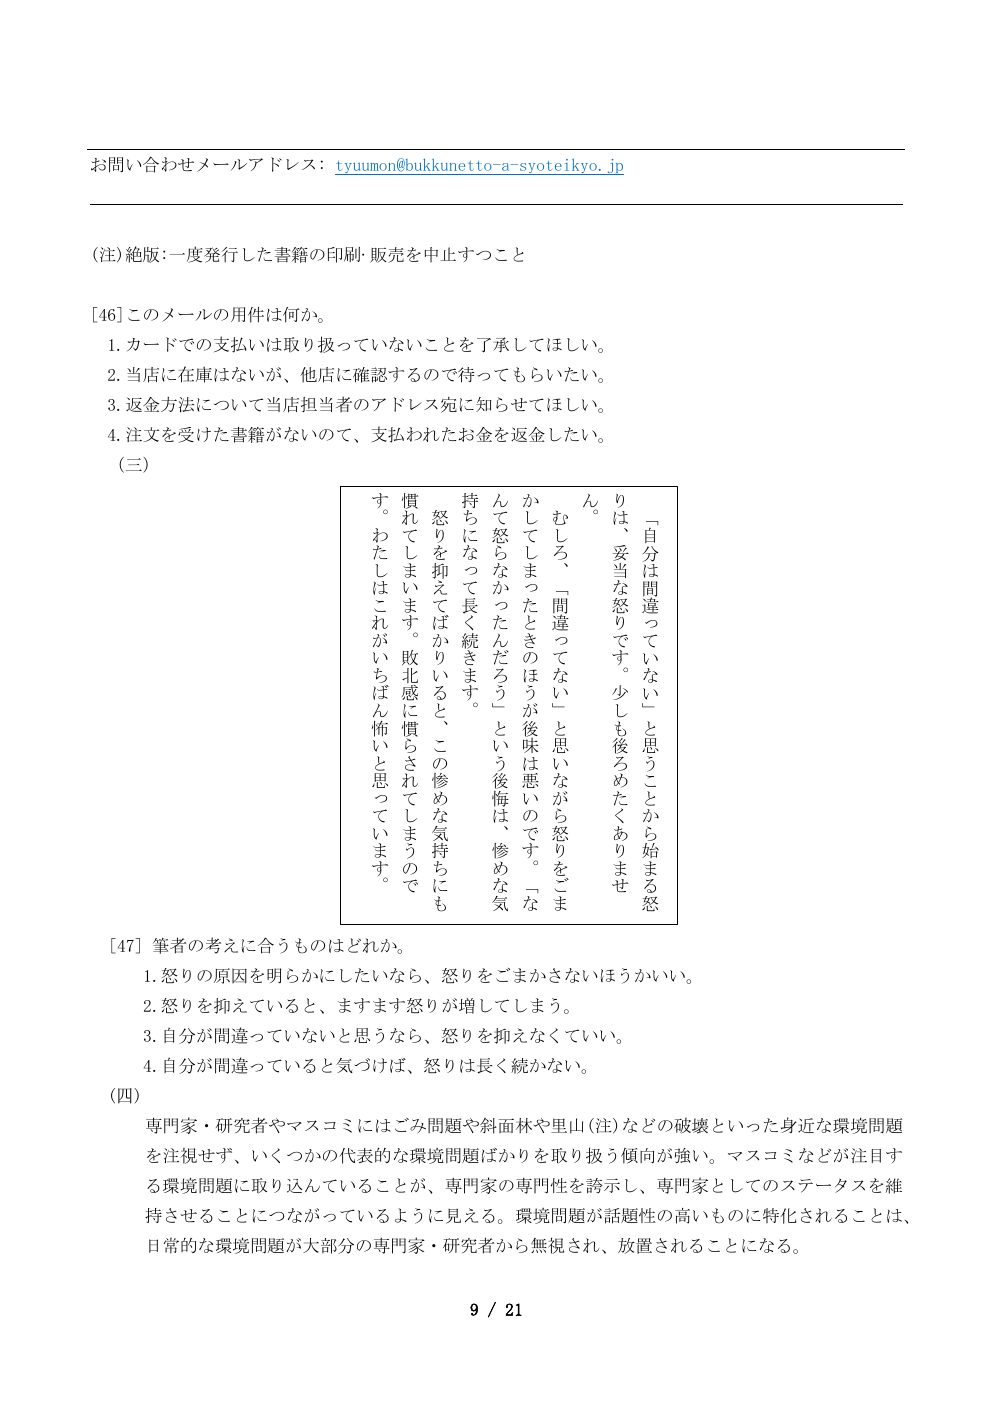 お問い合わせメールアドレス: tyuumon@bukkunetto-a-syoteikyo.jp
(注)絶版:一度発行した書籍の印刷·販売を中止すつこと
[46]このメールの用件は何か。
1.カードでの支払いは取り扱っていないことを了承してほしい。
2.当店に在庫はないが、他店に確認するので待ってもらいたい。
3.返金方法について当店担当者のアドレス宛に知らせてほしい。
4.注文を受けた書籍がないのて、支払われたお金を返金したい。
(三)
「自分は間違っていない」と思うことから始まる怒
りは、妥当な怒りです。少しも後ろめたくありませ
ん。
むしろ、「間違ってない」と思いながら怒りをごま
かしてしまったときのほうが後味は悪いのです。「な
んて怒らなかったんだろう」という後悔は、惨めな気
持ちになって長く続きます。
怒りを抑えてばかりいると、この惨めな気持ちにも
慣れてしまいます。敗北感に慣らされてしまうので
す。わたしはこれがいちばん怖いと思っています。
[47] 筆者の考えに合うものはどれか。
1.怒りの原因を明らかにしたいなら、怒りをごまかさないほうかいい。
2.怒りを抑えていると、ますます怒りが増してしまう。
3.自分が間違っていないと思うなら、怒りを抑えなくていい。
4.自分が間違っていると気づけば、怒りは長く続かない。
(四)
専門家・研究者やマスコミにはごみ問題や斜面林や里山(注)などの破壊といった身近な環境問題
を注視せず、いくつかの代表的な環境問題ばかりを取り扱う傾向が強い。マスコミなどが注目す
る環境問題に取り込んていることが、専門家の専門性を誇示し、専門家としてのステータスを維
持させることにつながっているように見える。環境問題が話題性の高いものに特化されることは、
日常的な環境問題が大部分の専門家・研究者から無視され、放置されることになる。
9 / 21